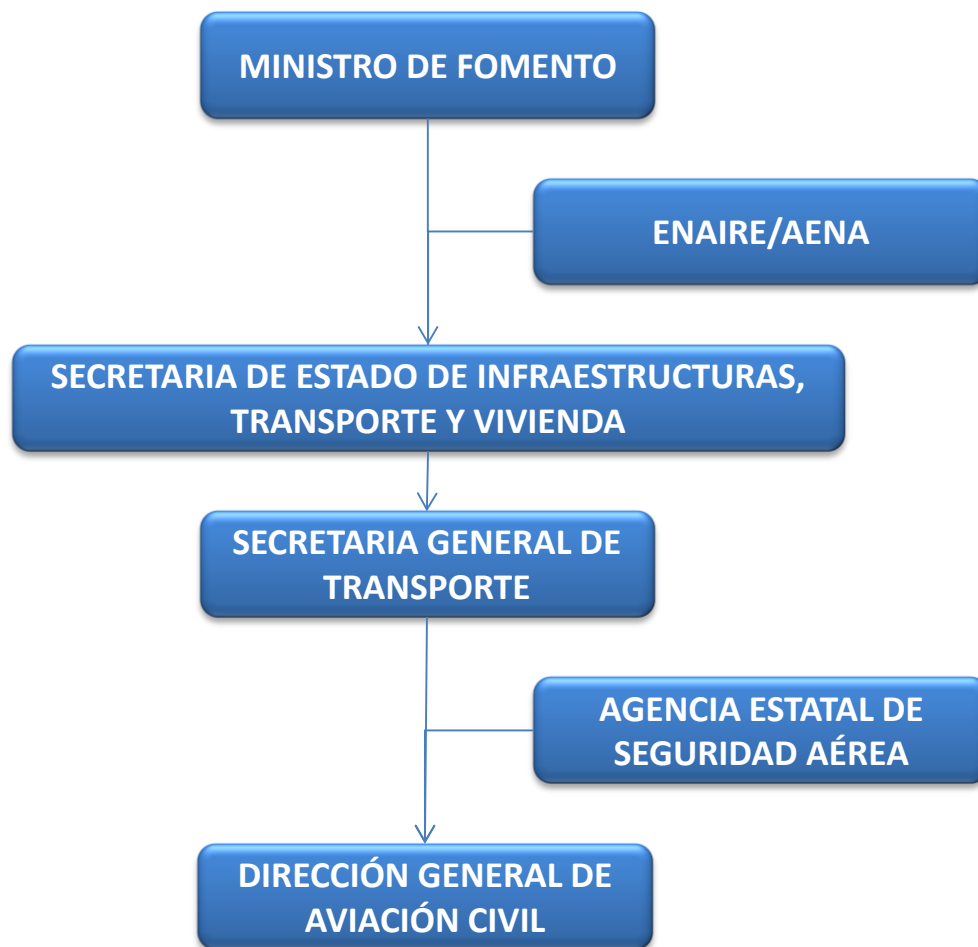 MINISTRO DE FOMENTO
ENAIRE/AENA
SECRETARIA DE ESTADO DE INFRAESTRUCTURAS,
TRANSPORTE Y VIVIENDA
SECRETARIA GENERAL DE
TRANSPORTE
AGENCIA ESTATAL DE
SEGURIDAD AÉREA
DIRECCIÓN GENERAL DE
AVIACIÓN CIVIL